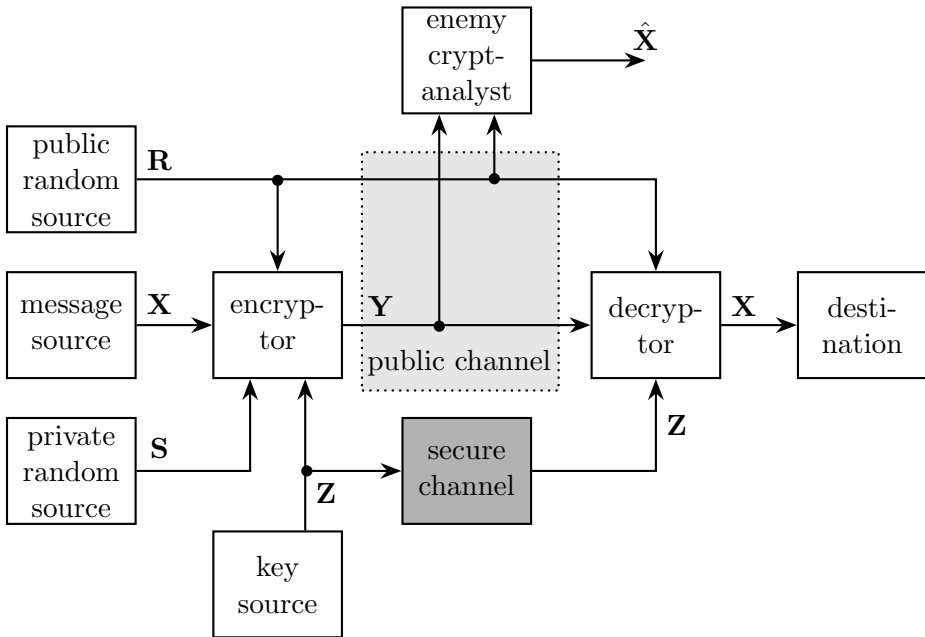 enemy
crypt-
analyst
X̂
public
random
source
R
message
source
X
encryp-
tor
Y
public channel
decryp-
tor
X
desti-
nation
private
random
source
S
Z
secure
channel
Z
key
source